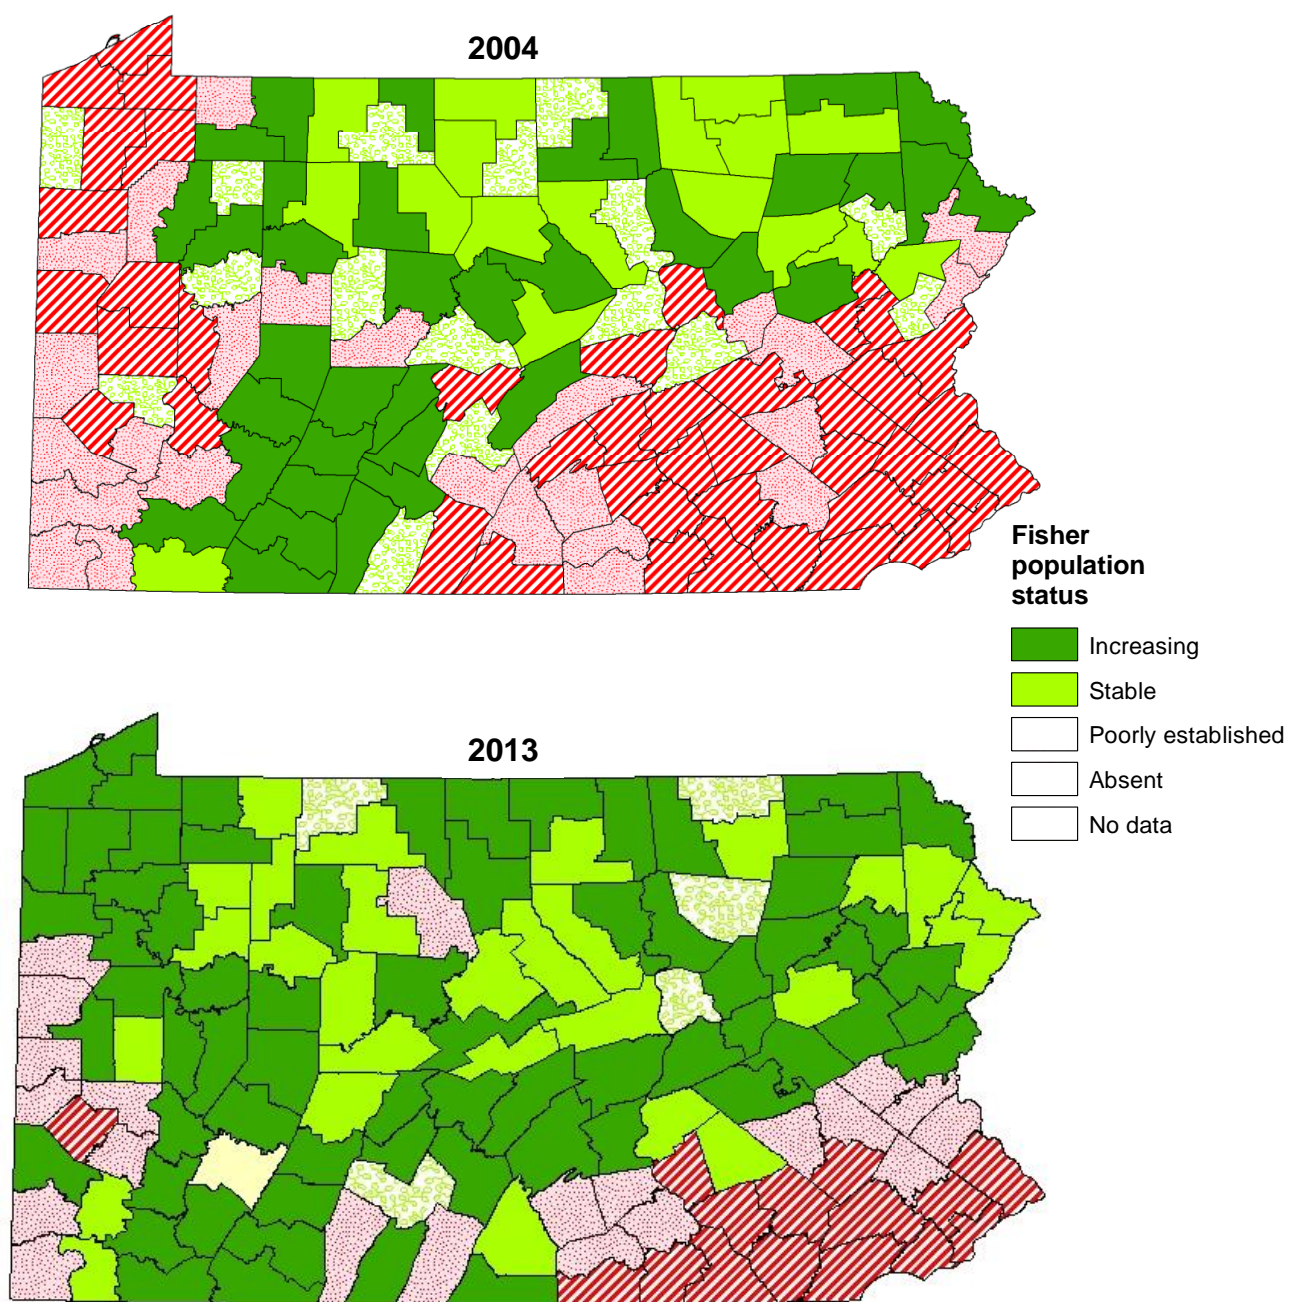 2004
Fisher
population
status
Increasing
Stable
Poorly established
Absent
No data
2013